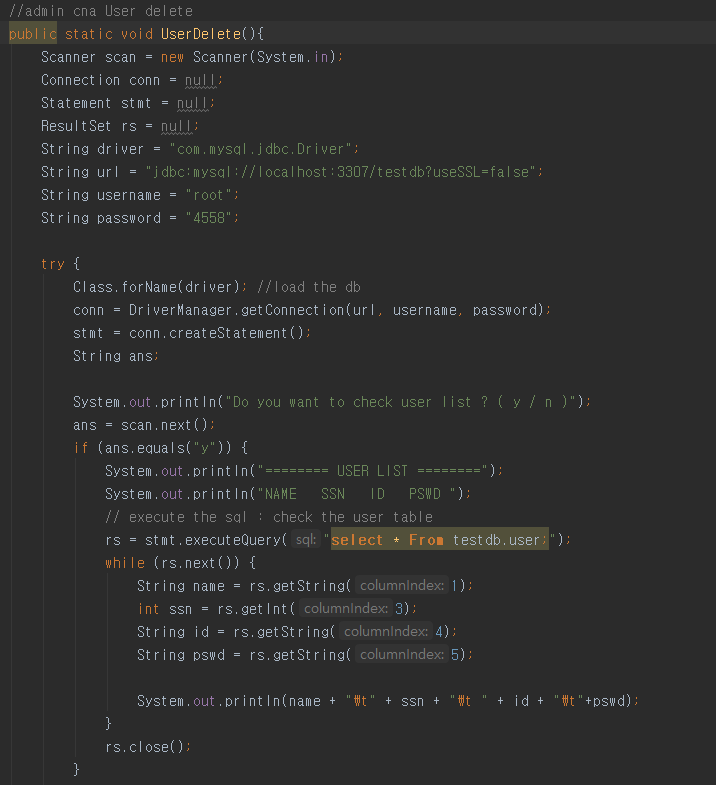 //admin cna User delete
public static void UserDelete(){
Scanner scan = new Scanner(System.in);
Connection conn = null;
Statement stmt = null;
ResultSet rs = null;
String driver = "com.mysql.jdbc.Driver";
String url = "jdbc:mysql://localhost:3307/testdb?useSSL=false";
String username = "root";
String password = "4558";
try {
Class.forName(driver); //load the db
conn = DriverManager.getConnection(url, username, password);
stmt = conn.createStatement();
String ans;
System.out.println("Do you want to check user list ? ( y / n )");
ans = scan.next();
if (ans.equals("y")) {
System.out.println("======== USER LIST ========");
System.out.println("NAME   SSN   ID   PSWD ");
// execute the sql : check the user table
rs = stmt.executeQuery( sql: "select * From testdb.user;");
while (rs.next()) {
String name = rs.getString( columnIndex: 1);
int ssn = rs.getInt( columnIndex: 3);
String id = rs.getString( columnIndex: 4);
String pswd = rs.getString( columnIndex: 5);
System.out.println(name + "₩t" + ssn + "₩t " + id + "₩t"+pswd);
}
rs.close();
}